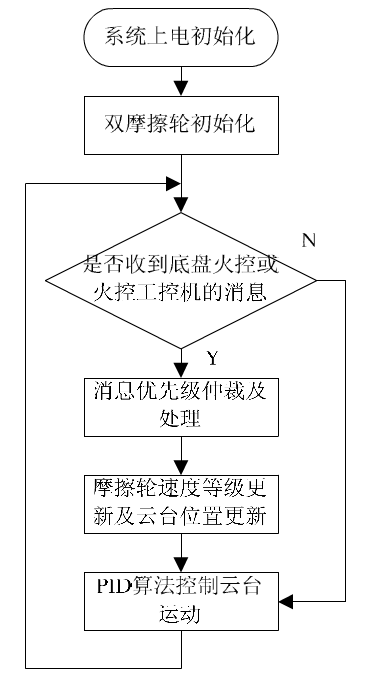 系统上电初始化
双摩擦轮初始化
是否收到底盘火控或
火控工控机的消息
N
Y
消息优先级仲裁及
处理
摩擦轮速度等级更
新及云台位置更新
PID算法控制云台
运动